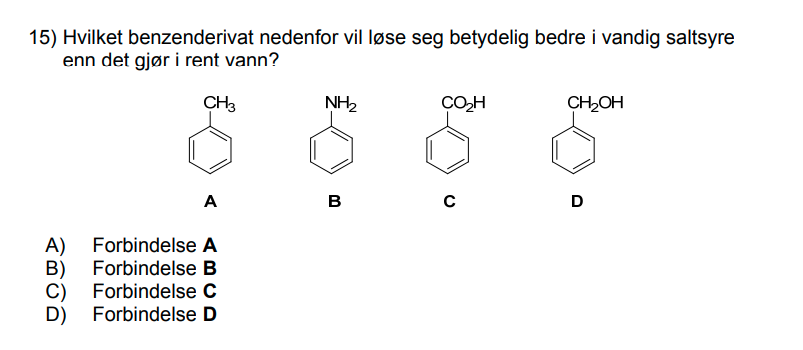 15) Hvilket benzenderivat nedenfor vil løse seg betydelig bedre i vandig saltsyre
enn det gjør i rent vann?
CH₃ NH₂ CO₂H CH₂OH
A B C D
A) Forbindelse A
B) Forbindelse B
C) Forbindelse C
D) Forbindelse D